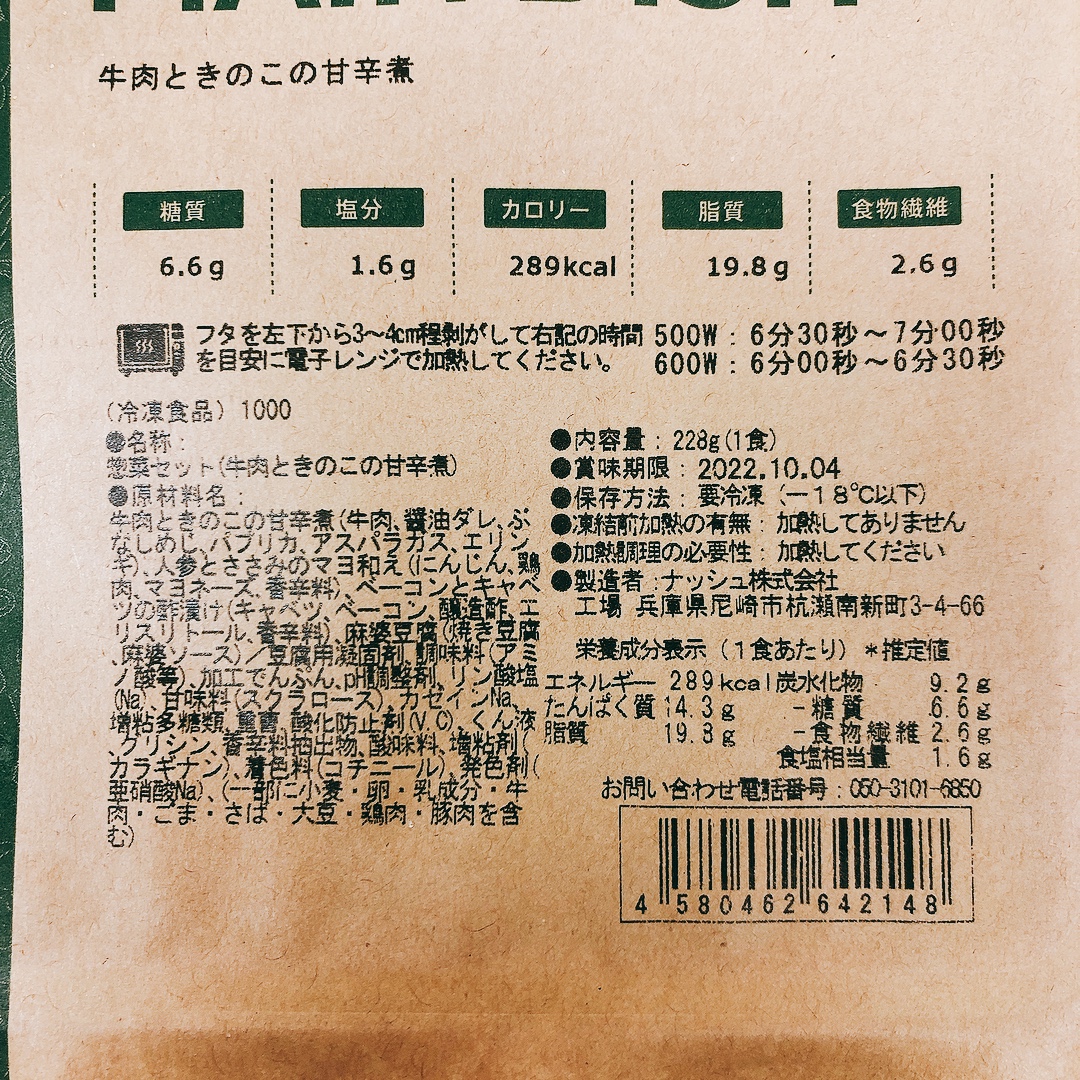 牛肉ときのこの甘辛煮
糖質 塩分 カロリー 脂質 食物繊維
6.6g 1.6g 289kcal 19.8g 2.6g
フタを左下から3〜4cm程剥がして右記の時間
を目安に電子レンジで加熱してください。
500W：6分30秒〜7分00秒
600W：6分00秒〜6分30秒
(冷凍食品) 1000
●名称：
惣菜セット(牛肉ときのこの甘辛煮)
●原材料名：
牛肉ときのこの甘辛煮(牛肉、醤油ダレ、ぶ
なしめじ、パプリカ、アスパラガス、エリン
ギ)、人参とささみのマヨ和え(にんじん、鶏
肉、マヨネーズ、香辛料)、ベーコンとキャベ
ツの酢漬け(キャベツ、ベーコン、醸造酢、エ
リスリトール、香辛料)、麻婆豆腐(焼き豆腐
、麻婆ソース)／豆腐用凝固剤、調味料(アミ
ノ酸等)、加工でんぷん、pH調整剤、リン酸塩
(Na)、甘味料(スクラロース)、カゼインNa、
増粘多糖類、酸化防止剤(V.C)、くん液
、グリシン、香辛料抽出物、酸味料、増粘剤(
カラギナン)、着色料(コチニール)、発色剤(
亜硝酸Na)、(一部に小麦・卵・乳成分・牛
肉・ごま・さば・大豆・鶏肉・豚肉を含
む)
●内容量：228g(1食)
●賞味期限：2022.10.04
●保存方法：要冷凍（－１８℃以下）
●凍結前加熱の有無：加熱してありません
●加熱調理の必要性：加熱してください
●製造者：ナッシュ株式会社
工場 兵庫県尼崎市杭瀬南新町3-4-66
栄養成分表示（１食あたり）＊推定値
エネルギー 289kcal 炭水化物 9.2g
たんぱく質 14.3g －糖質 6.6g
脂質 19.8g －食物繊維 2.6g
食塩相当量 1.6g
お問い合わせ電話番号：050-3101-6850
4 580462 642148